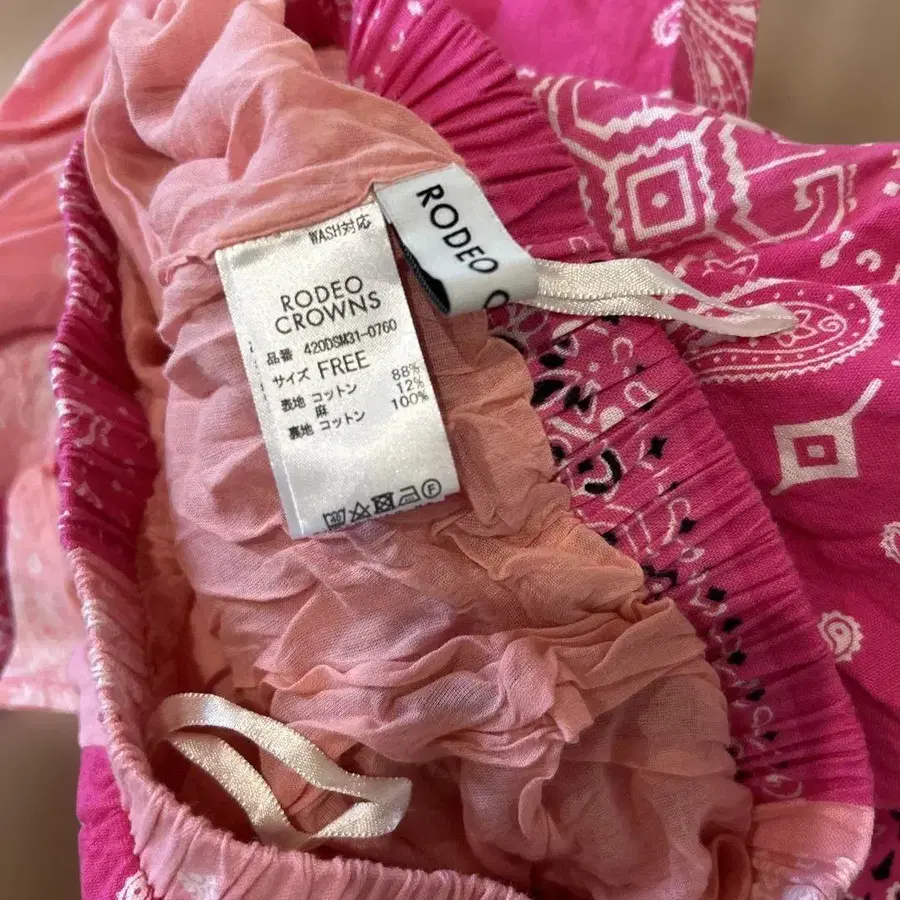 WASH対応
RODEO
CROWNS
品番 420DSM31-0760
サイズ FREE
表地 コットン 88%
麻 12%
裏地 コットン 100%
40
F
RODEO